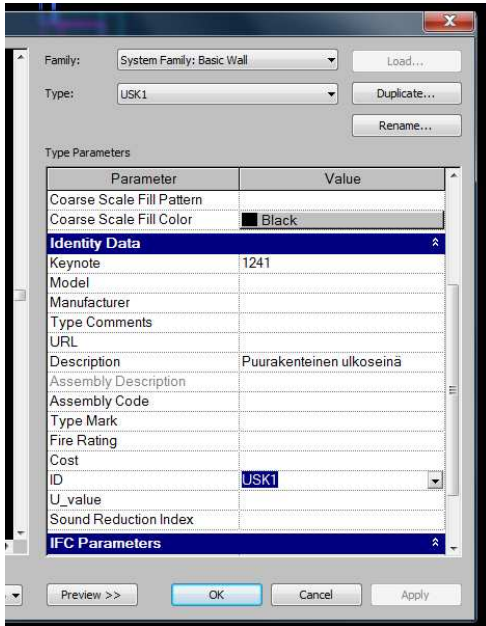 Family: System Family: Basic Wall Load...
Type: USK1 Duplicate...
Rename...
Type Parameters
Parameter Value
Coarse Scale Fill Pattern
Coarse Scale Fill Color Black
Identity Data
Keynote 1241
Model
Manufacturer
Type Comments
URL
Description Puurakenteinen ulkoseinä
Assembly Description
Assembly Code
Type Mark
Fire Rating
Cost
ID USK1
U_value
Sound Reduction Index
IFC Parameters
Preview >> OK Cancel Apply